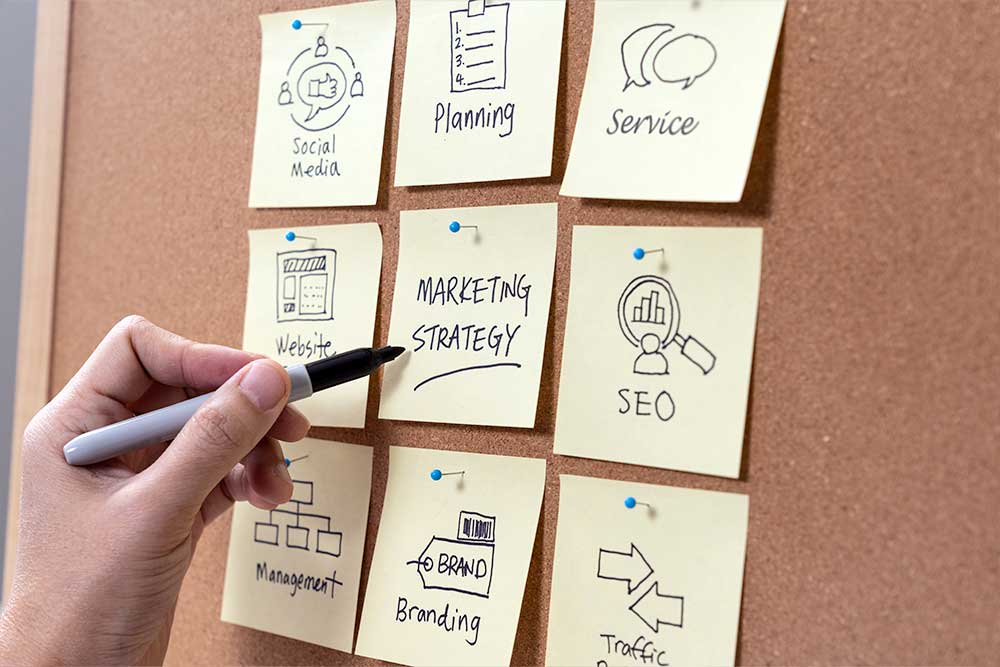 Social
Media
1.
2.
3.
4.
Planning
Service
Website
MARKETING
STRATEGY
SEO
Management
BRAND
Branding
Traffic